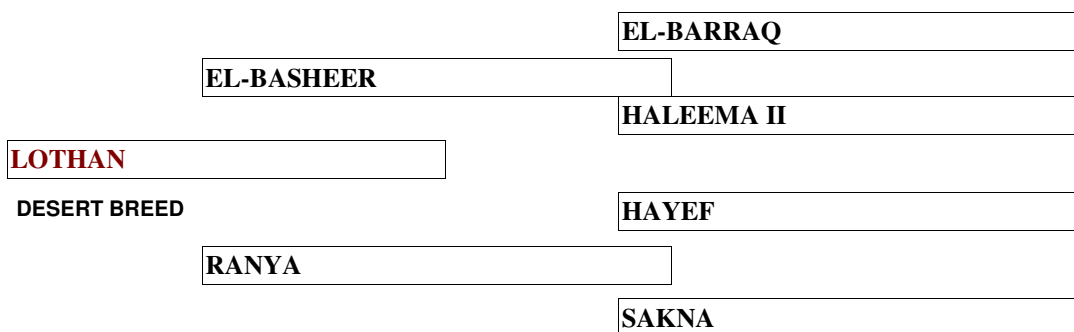 EL-BARRAQ
EL-BASHEER
HALEEMA II
LOTHAN
DESERT BREED
HAYEF
RANYA
SAKNA